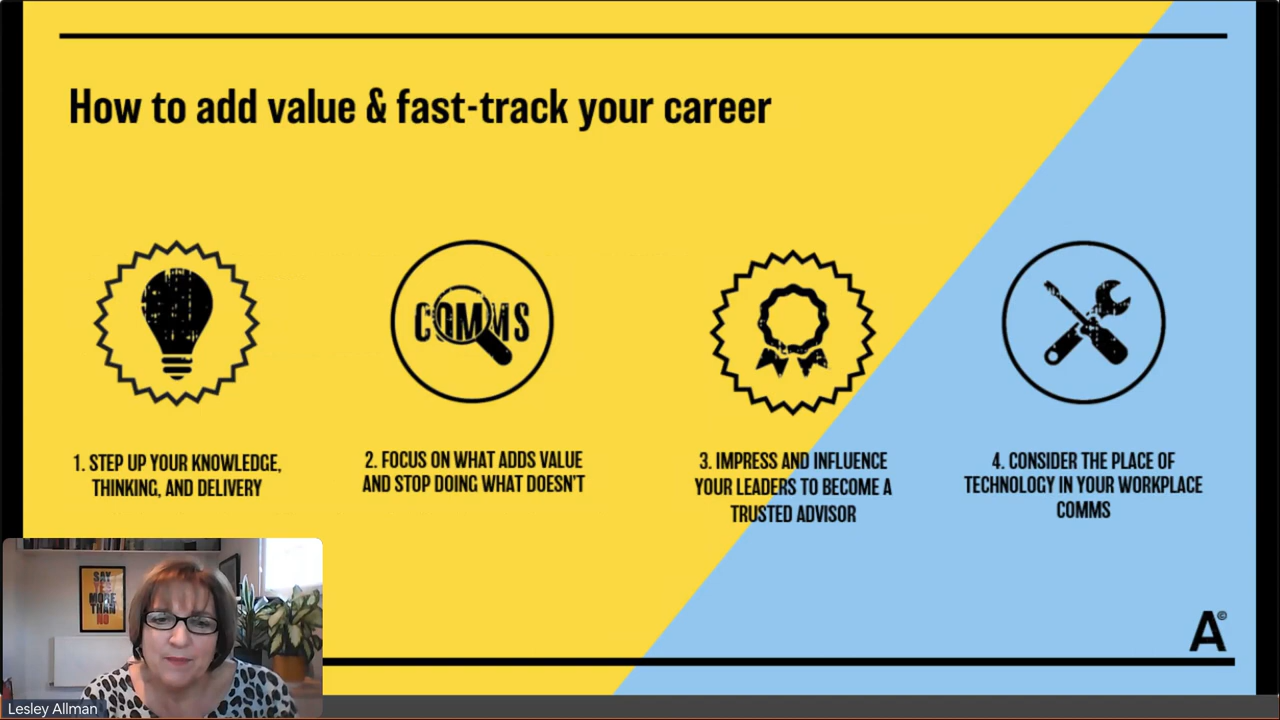 How to add value & fast-track your career
COMMS
1. STEP UP YOUR KNOWLEDGE,
THINKING, AND DELIVERY
2. FOCUS ON WHAT ADDS VALUE
AND STOP DOING WHAT DOESN'T
3. IMPRESS AND INFLUENCE
YOUR LEADERS TO BECOME A
TRUSTED ADVISOR
4. CONSIDER THE PLACE OF
TECHNOLOGY IN YOUR WORKPLACE
COMMS
SAY
YES
MORE
THAN
NO
A©
Lesley Allman